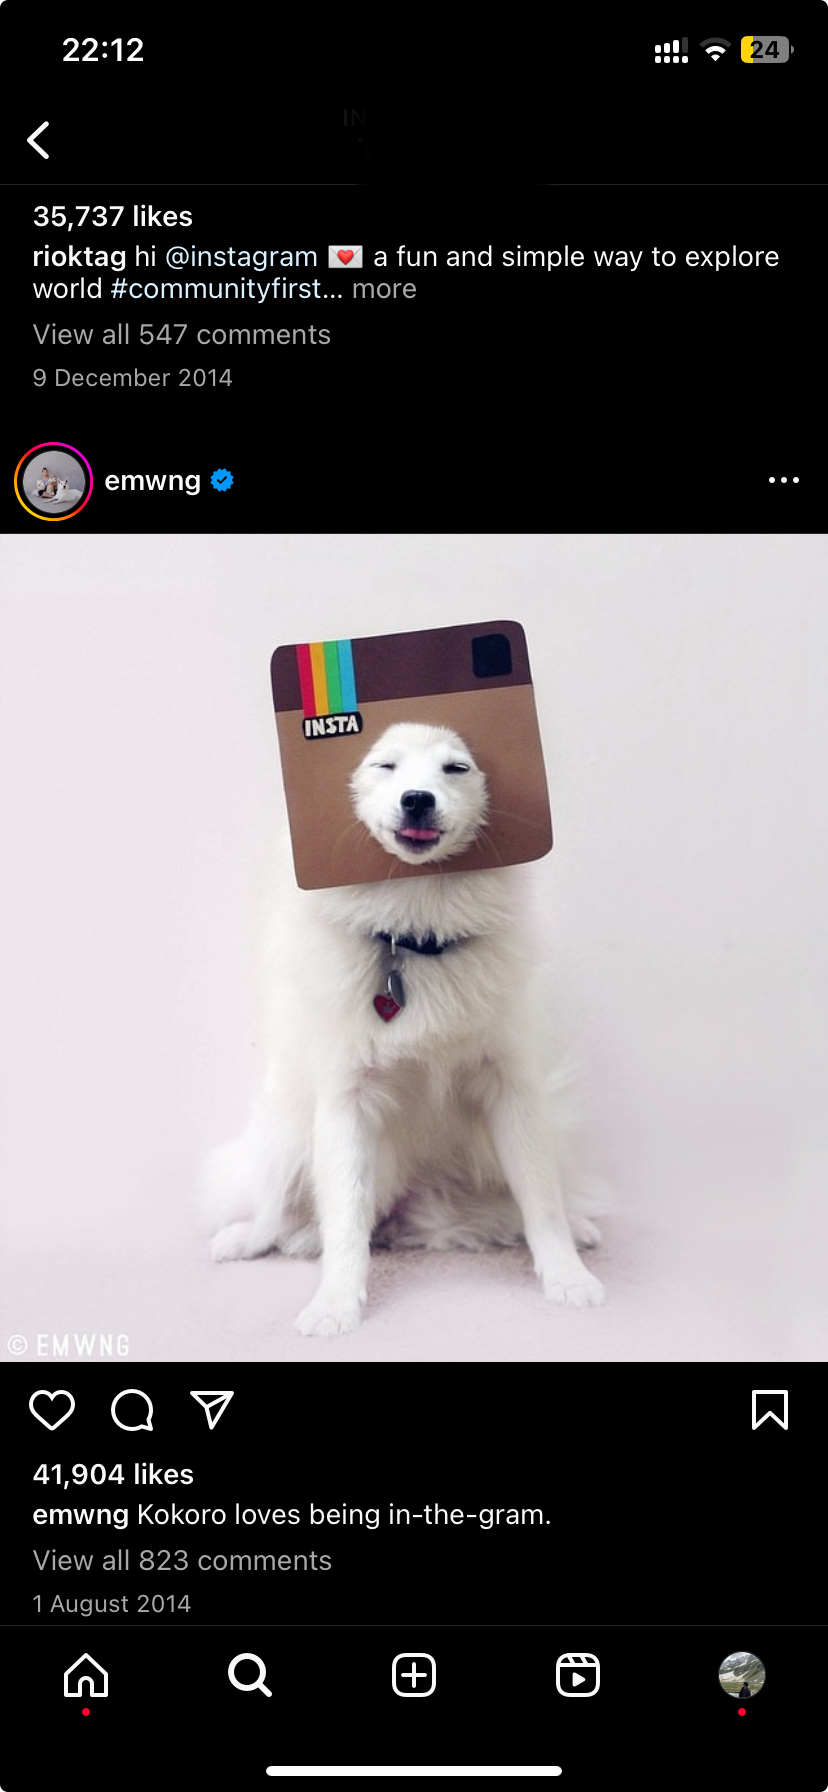 22:12
24
35,737 likes
rioktag hi @instagram 💌 a fun and simple way to explore
world #communityfirst... more
View all 547 comments
9 December 2014
emwng
INSTA
© EMWNG
41,904 likes
emwng Kokoro loves being in-the-gram.
View all 823 comments
1 August 2014